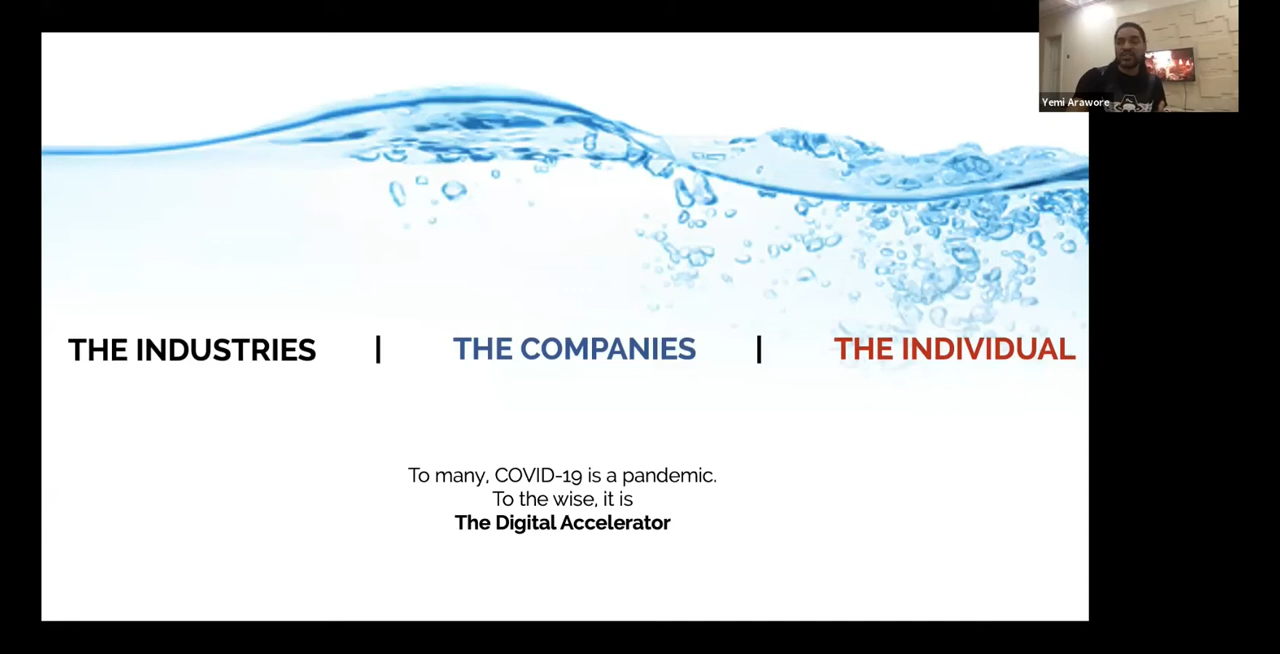 Yemi Arawore
THE INDUSTRIES | THE COMPANIES | THE INDIVIDUAL
To many, COVID-19 is a pandemic.
To the wise, it is
The Digital Accelerator